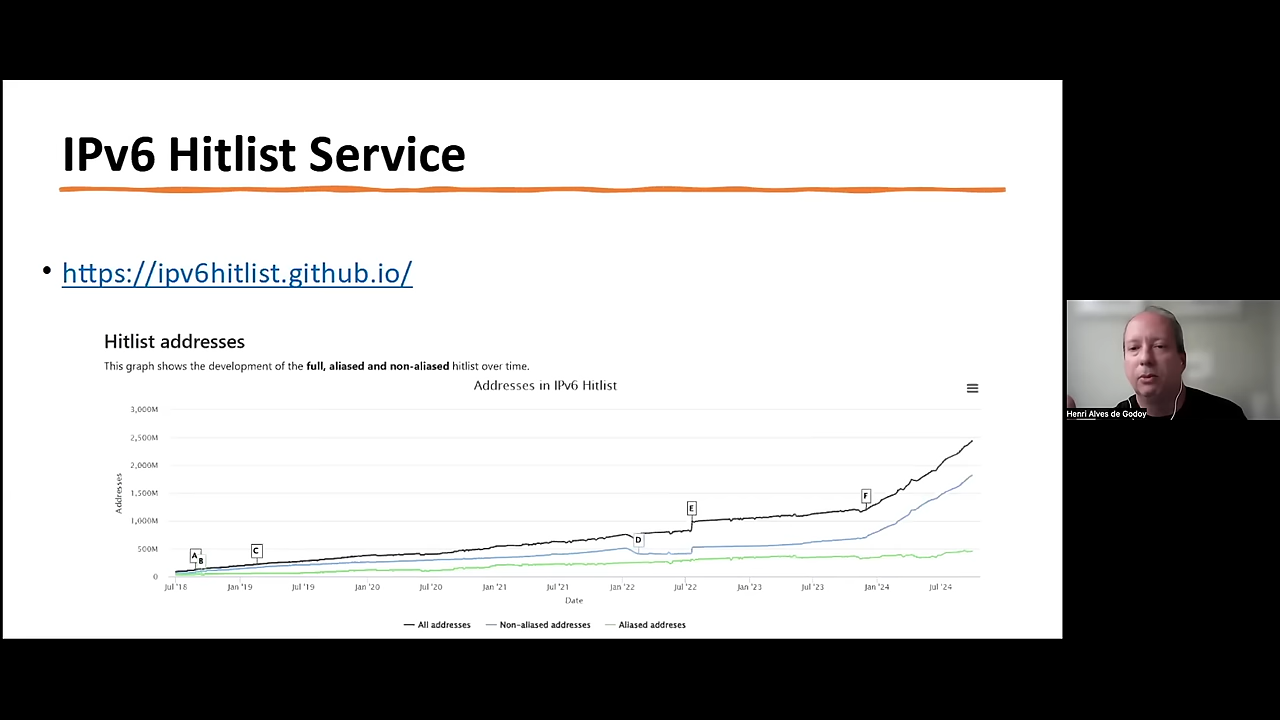 IPv6 Hitlist Service
• https://ipv6hitlist.github.io/
Hitlist addresses
This graph shows the development of the full, aliased and non-aliased hitlist over time.
Addresses in IPv6 Hitlist
3,000M
2,500M
2,000M
1,500M
1,000M
500M
0
Addresses
A
B
C
D
E
F
Jul '18 Jan '19 Jul '19 Jan '20 Jul '20 Jan '21 Jul '21 Jan '22 Jul '22 Jan '23 Jul '23 Jan '24 Jul '24
Date
All addresses Non-aliased addresses Aliased addreses
Henri Alves de Godoy